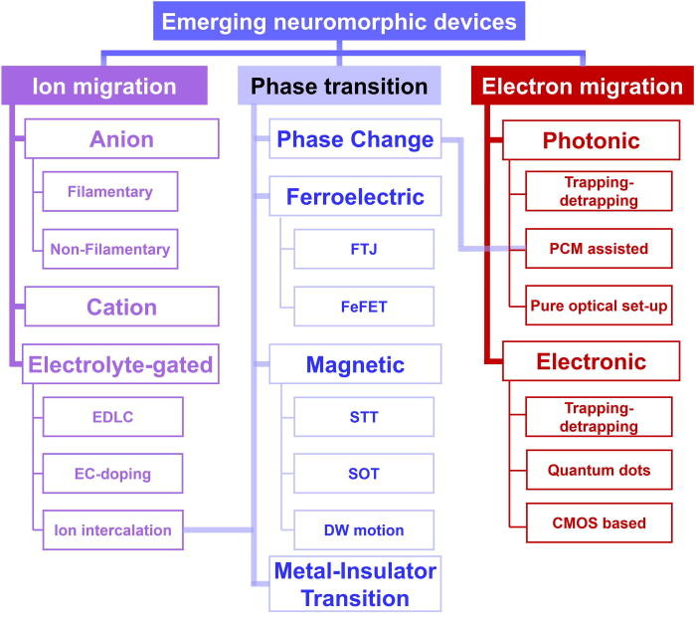 Emerging neuromorphic devices
Ion migration
Anion
Filamentary
Non-Filamentary
Cation
Electrolyte-gated
EDLC
EC-doping
Ion intercalation
Phase transition
Phase Change
Ferroelectric
FTJ
FeFET
Magnetic
STT
SOT
DW motion
Metal-Insulator
Transition
Electron migration
Photonic
Trapping-
detrapping
PCM assisted
Pure optical set-up
Electronic
Trapping-
detrapping
Quantum dots
CMOS based